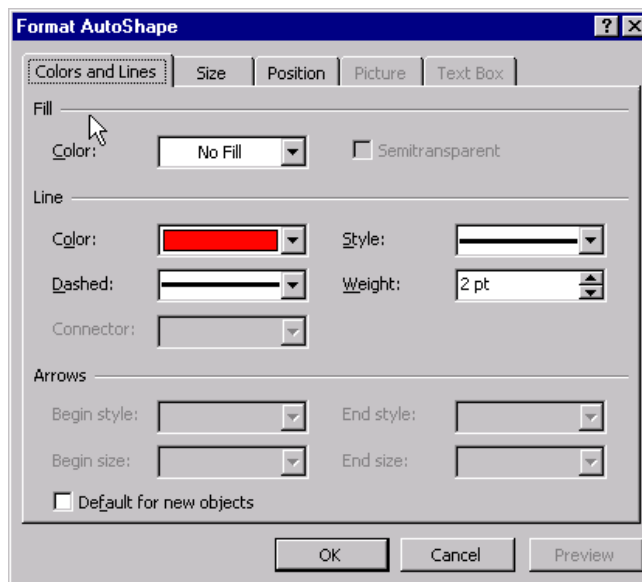 Format AutoShape
Colors and Lines Size Position Picture Text Box
Fill
Color: No Fill Semitransparent
Line
Color: Style:
Dashed: Weight: 2 pt
Connector:
Arrows
Begin style: End style:
Begin size: End size:
Default for new objects
OK Cancel Preview